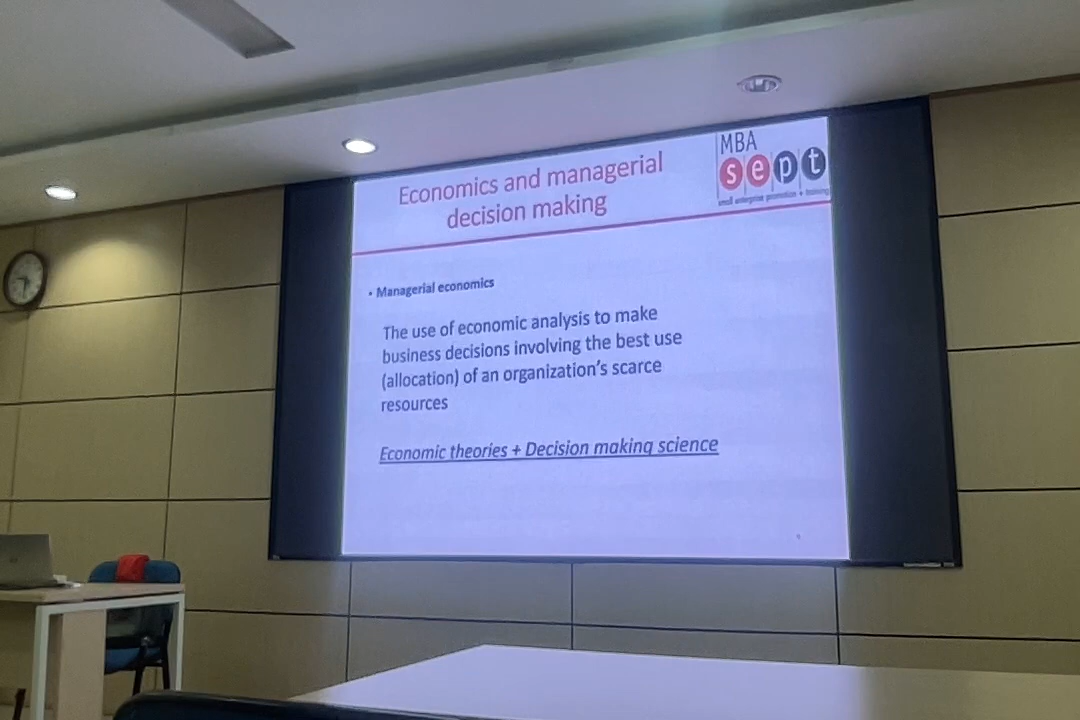 Economics and managerial
decision making
MBA
sept
small enterprise promotion + training
• Managerial economics
The use of economic analysis to make
business decisions involving the best use
(allocation) of an organization's scarce
resources
Economic theories + Decision making science